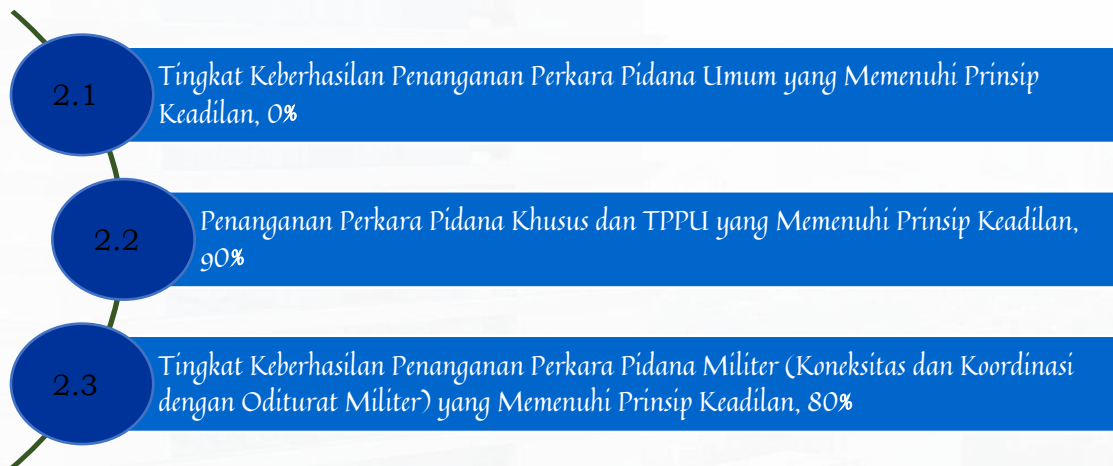 2.1
Tingkat Keberhasilan Penanganan Perkara Pidana Umum yang Memenuhi Prinsip
Keadilan, 0%
2.2
Penanganan Perkara Pidana Khusus dan TPPU yang Memenuhi Prinsip Keadilan,
90%
2.3
Tingkat Keberhasilan Penanganan Perkara Pidana Militer (Koneksitas dan Koordinasi
dengan Oditurat Militer) yang Memenuhi Prinsip Keadilan, 80%